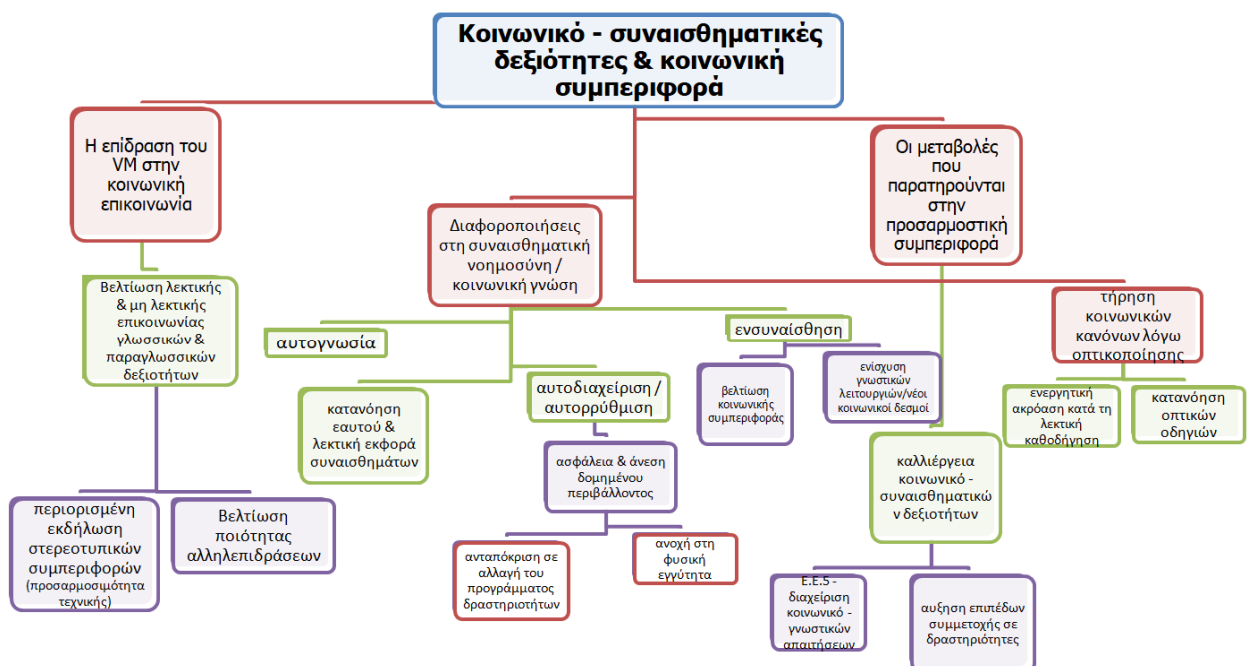 Κοινωνικό - συναισθηματικές
δεξιότητες & κοινωνική
συμπεριφορά
Η επίδραση του
VM στην
κοινωνική
επικοινωνία
Βελτίωση λεκτικής
& μη λεκτικής
επικοινωνίας
γλωσσικών &
παραγλωσσικών
δεξιοτήτων
περιορισμένη
εκδήλωση
στερεοτυπικών
συμπεριφορών
(προσαρμοσιμότητα
τεχνικής)
Βελτίωση
ποιότητας
αλληλεπιδράσεων
Διαφοροποιήσεις
στη συναισθηματική
νοημοσύνη /
κοινωνική γνώση
αυτογνωσία
κατανόηση
εαυτού &
λεκτική εκφορά
συναισθημάτων
αυτοδιαχείριση /
αυτορρύθμιση
ασφάλεια & άνεση
δομημένου
περιβάλλοντος
ανταπόκριση σε
αλλαγή του
προγράμματος
δραστηριοτήτων
ανοχή στη
φυσική
εγγύτητα
ενσυναίσθηση
βελτίωση
κοινωνικής
συμπεριφοράς
ενίσχυση
γνωστικών
λειτουργιών/νέοι
κοινωνικοί δεσμοί
Οι μεταβολές
που
παρατηρούνται
στην
προσαρμοστική
συμπεριφορά
καλλιέργεια
κοινωνικό -
συναισθηματικώ
ν δεξιοτήτων
Ε.Ε.5 -
διαχείριση
κοινωνικό -
γνωστικών
απαιτήσεων
αυξηση επιπέδων
συμμετοχής σε
δραστηριότητες
τήρηση
κοινωνικών
κανόνων λόγω
οπτικοποίησης
ενεργητική
ακρόαση κατά τη
λεκτική
καθοδήγηση
κατανόηση
οπτικών
οδηγιών